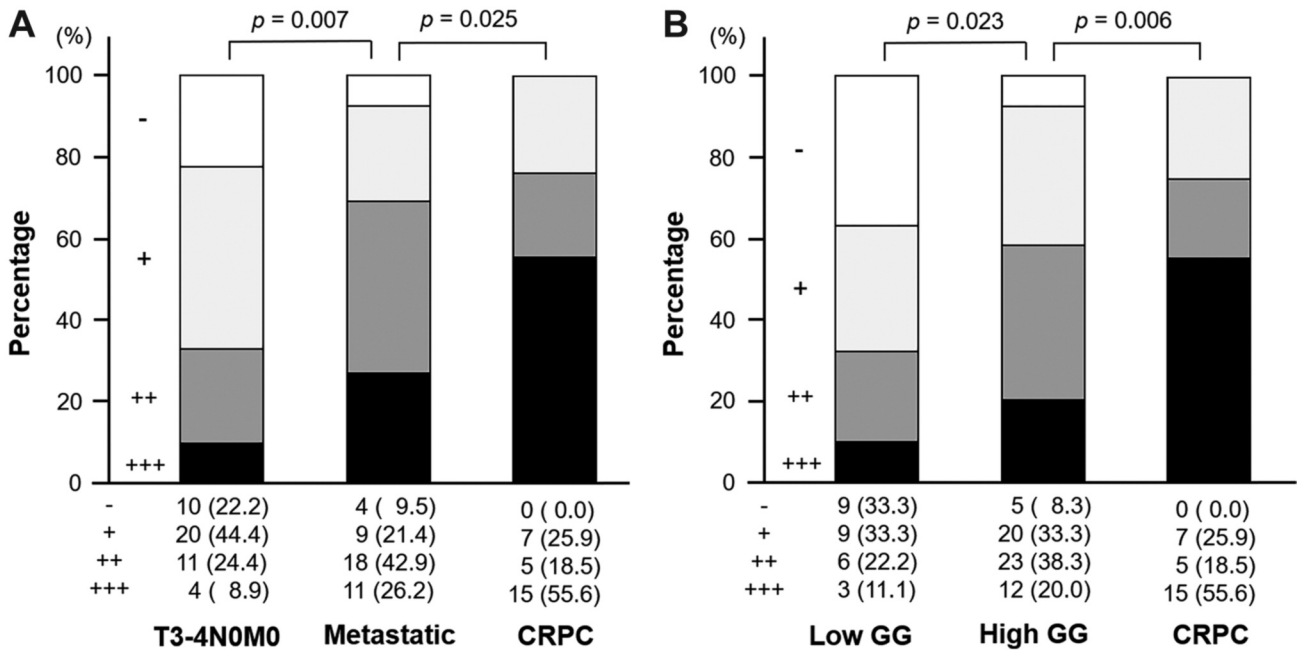 A
(%)
p = 0.007
p = 0.025
Percentage
100
80
60
40
20
0
-
+
++
+++
- 10 (22.2) 4 ( 9.5) 0 ( 0.0)
+ 20 (44.4) 9 (21.4) 7 (25.9)
++ 11 (24.4) 18 (42.9) 5 (18.5)
+++ 4 ( 8.9) 11 (26.2) 15 (55.6)
T3-4N0M0 Metastatic CRPC
B
(%)
p = 0.023
p = 0.006
Percentage
100
80
60
40
20
0
-
+
++
+++
- 9 (33.3) 5 ( 8.3) 0 ( 0.0)
+ 9 (33.3) 20 (33.3) 7 (25.9)
++ 6 (22.2) 23 (38.3) 5 (18.5)
+++ 3 (11.1) 12 (20.0) 15 (55.6)
Low GG High GG CRPC